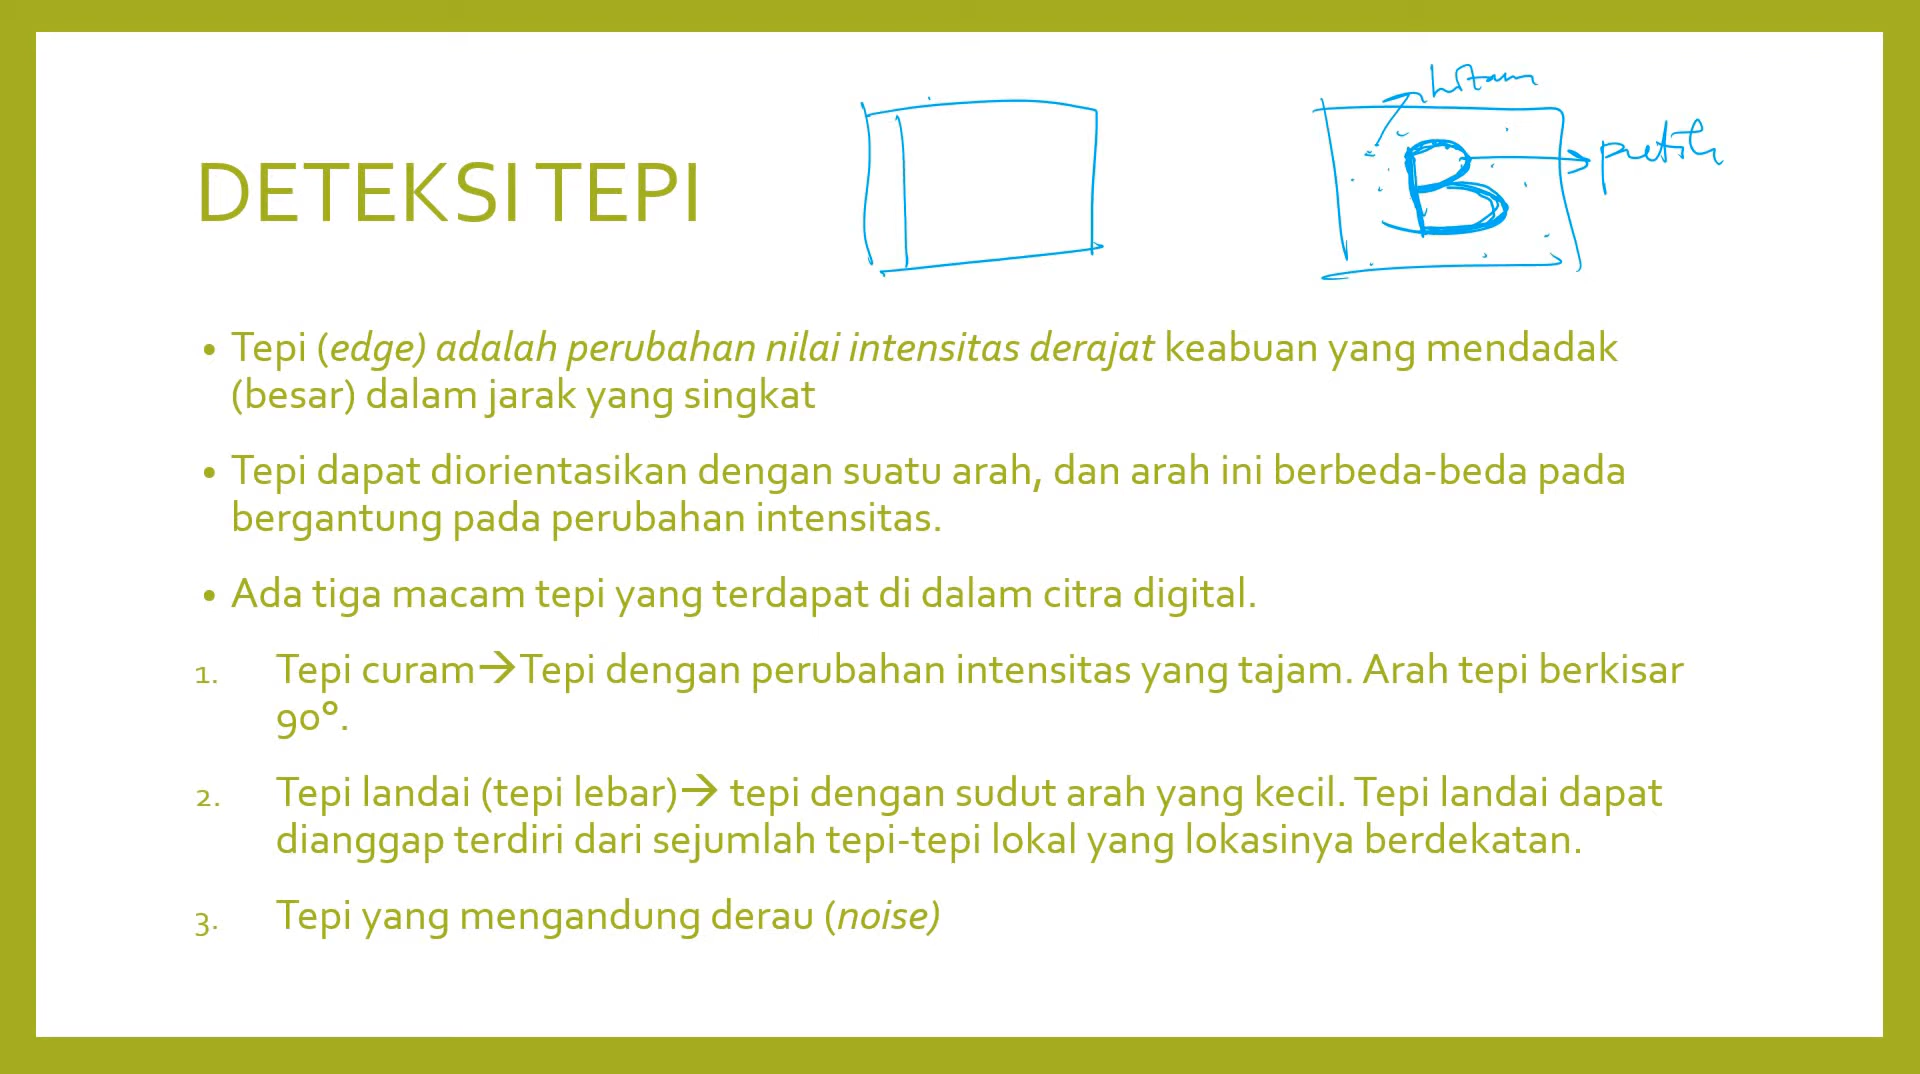 hitam
DETEKSI TEPI
B
putih
• Tepi (edge) adalah perubahan nilai intensitas derajat keabuan yang mendadak
(besar) dalam jarak yang singkat
• Tepi dapat diorientasikan dengan suatu arah, dan arah ini berbeda-beda pada
bergantung pada perubahan intensitas.
• Ada tiga macam tepi yang terdapat di dalam citra digital.
1. Tepi curam→Tepi dengan perubahan intensitas yang tajam. Arah tepi berkisar
90°.
2. Tepi landai (tepi lebar)→ tepi dengan sudut arah yang kecil. Tepi landai dapat
dianggap terdiri dari sejumlah tepi-tepi lokal yang lokasinya berdekatan.
3. Tepi yang mengandung derau (noise)